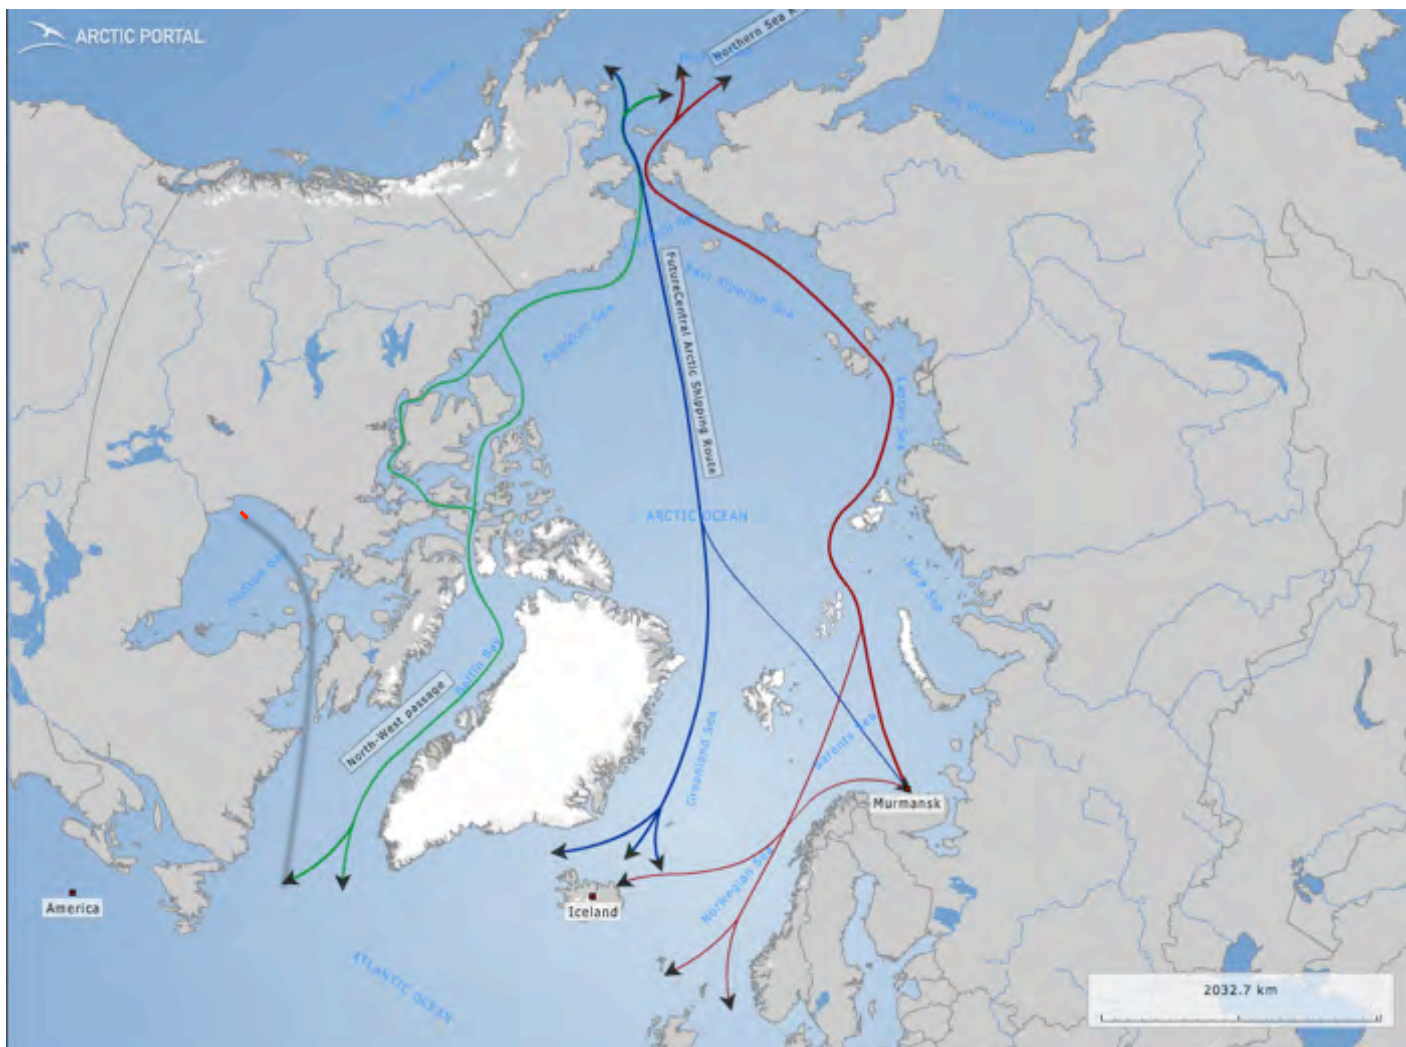 ARCTIC PORTAL
Northern Sea R
Beaufort Sea
East Siberian Sea
FutureCentral Arctic Shipping Route
Laptev Sea
ARCTIC OCEAN
Kara Sea
Hudson Bay
Baffin Bay
North-West passage
Greenland Sea
Barents Sea
Murmansk
Norwegian Sea
America
Iceland
ATLANTIC OCEAN
2032.7 km